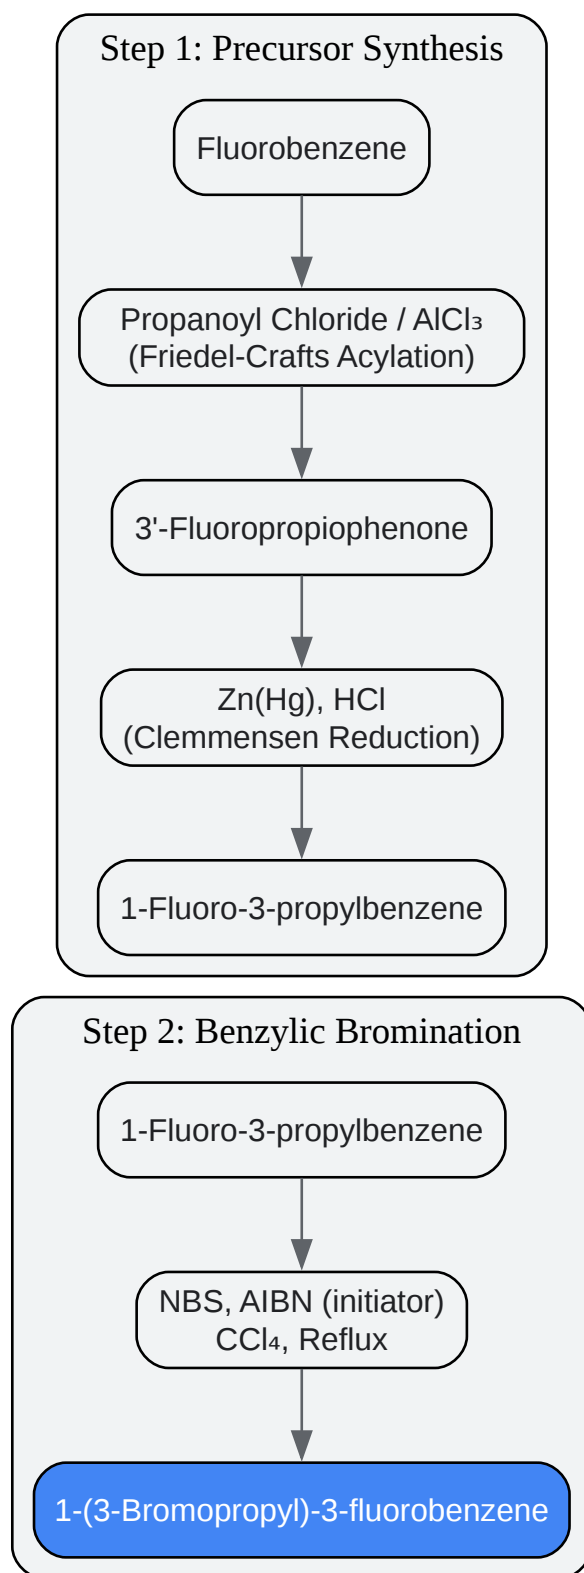 Step 1: Precursor Synthesis
Fluorobenzene
Propanoyl Chloride / AlCl₃
(Friedel-Crafts Acylation)
3'-Fluoropropiophenone
Zn(Hg), HCl
(Clemmensen Reduction)
1-Fluoro-3-propylbenzene
Step 2: Benzylic Bromination
1-Fluoro-3-propylbenzene
NBS, AIBN (initiator)
CCl₄, Reflux
1-(3-Bromopropyl)-3-fluorobenzene